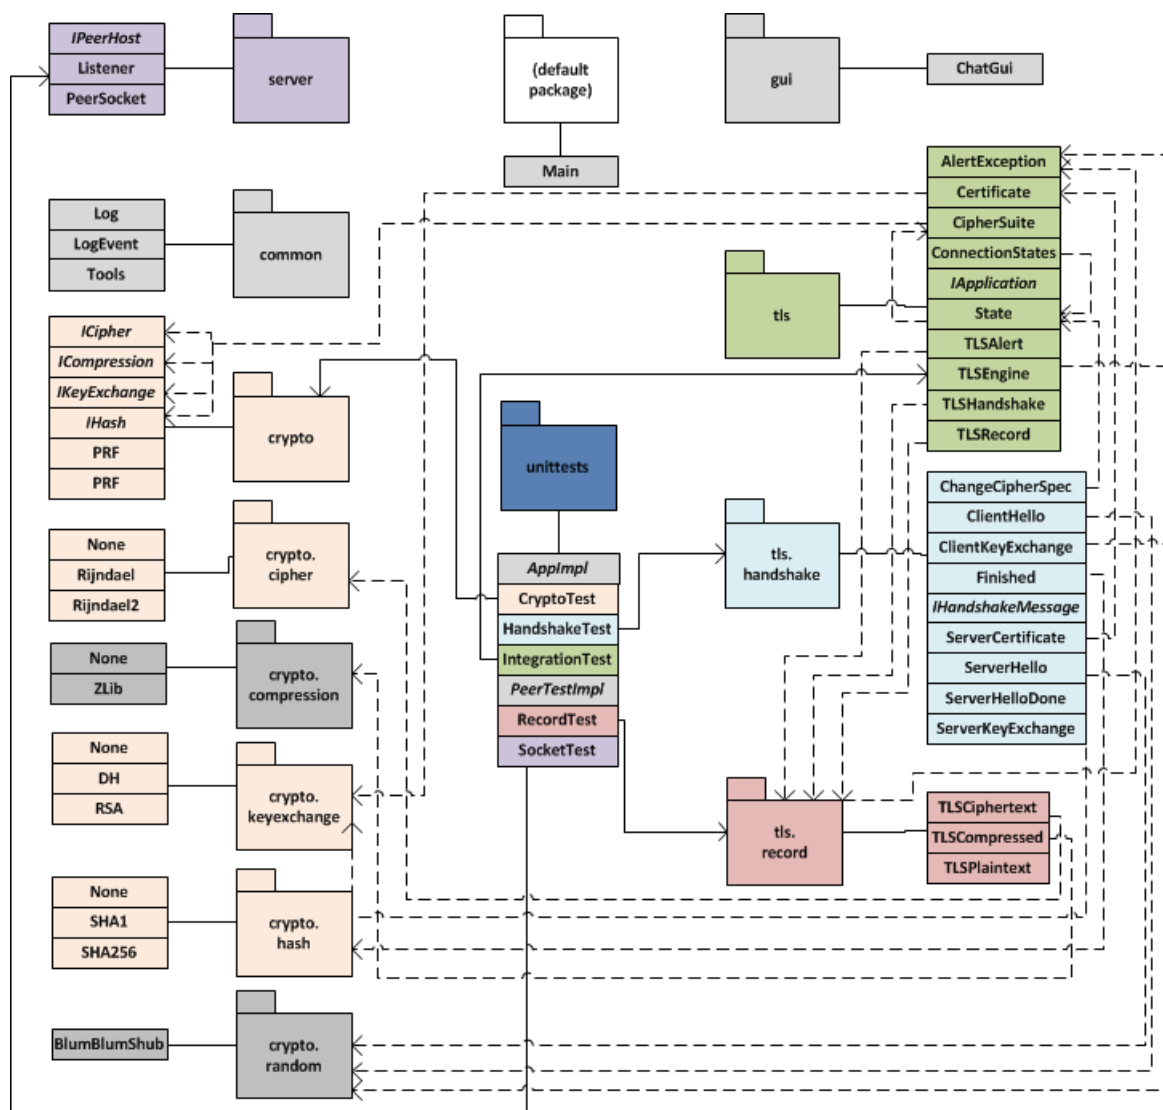 IPeerHost
Listener
PeerSocket
server
(default
package)
Main
gui
ChatGui
Log
LogEvent
Tools
common
AlertException
Certificate
CipherSuite
ConnectionStates
IApplication
State
TLSAlert
TLSEngine
TLSHandshake
TLSRecord
tls
ICipher
ICompression
IKeyExchange
IHash
PRF
PRF
crypto
unittests
AppImpl
CryptoTest
HandshakeTest
IntegrationTest
PeerTestImpl
RecordTest
SocketTest
tls.
handshake
ChangeCipherSpec
ClientHello
ClientKeyExchange
Finished
IHandshakeMessage
ServerCertificate
ServerHello
ServerHelloDone
ServerKeyExchange
None
Rijndael
Rijndael2
crypto.
cipher
None
ZLib
crypto.
compression
None
DH
RSA
crypto.
keyexchange
tls.
record
TLSCiphertext
TLSCompressed
TLSPlaintext
None
SHA1
SHA256
crypto.
hash
BlumBlumShub
crypto.
random